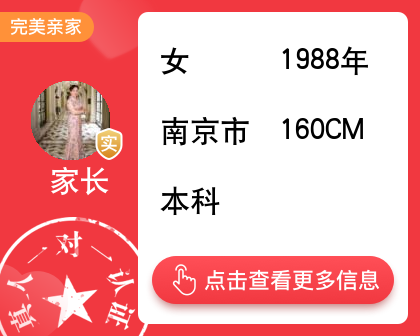 完美亲家
女 1988年
南京市 160CM
实
家长
本科
一对一
真人认证
点击查看更多信息